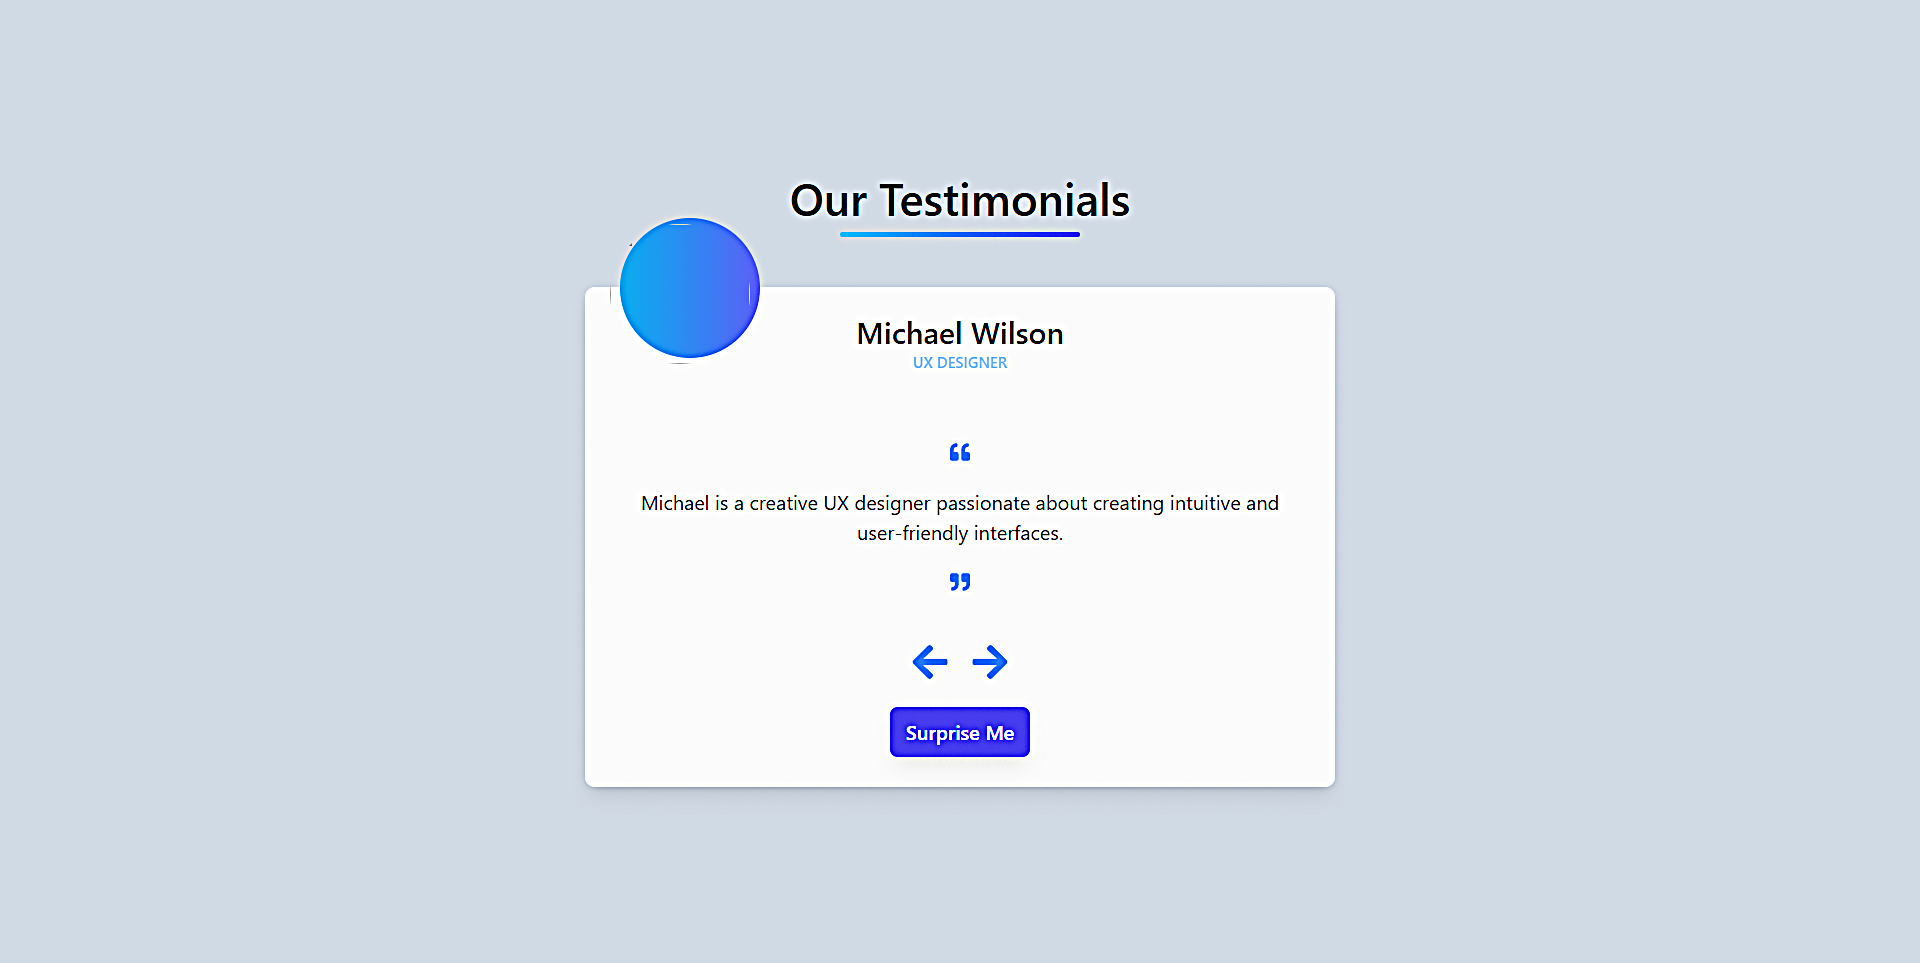 Our Testimonials
Michael Wilson
UX DESIGNER
“
Michael is a creative UX designer passionate about creating intuitive and
user-friendly interfaces.
”
Surprise Me